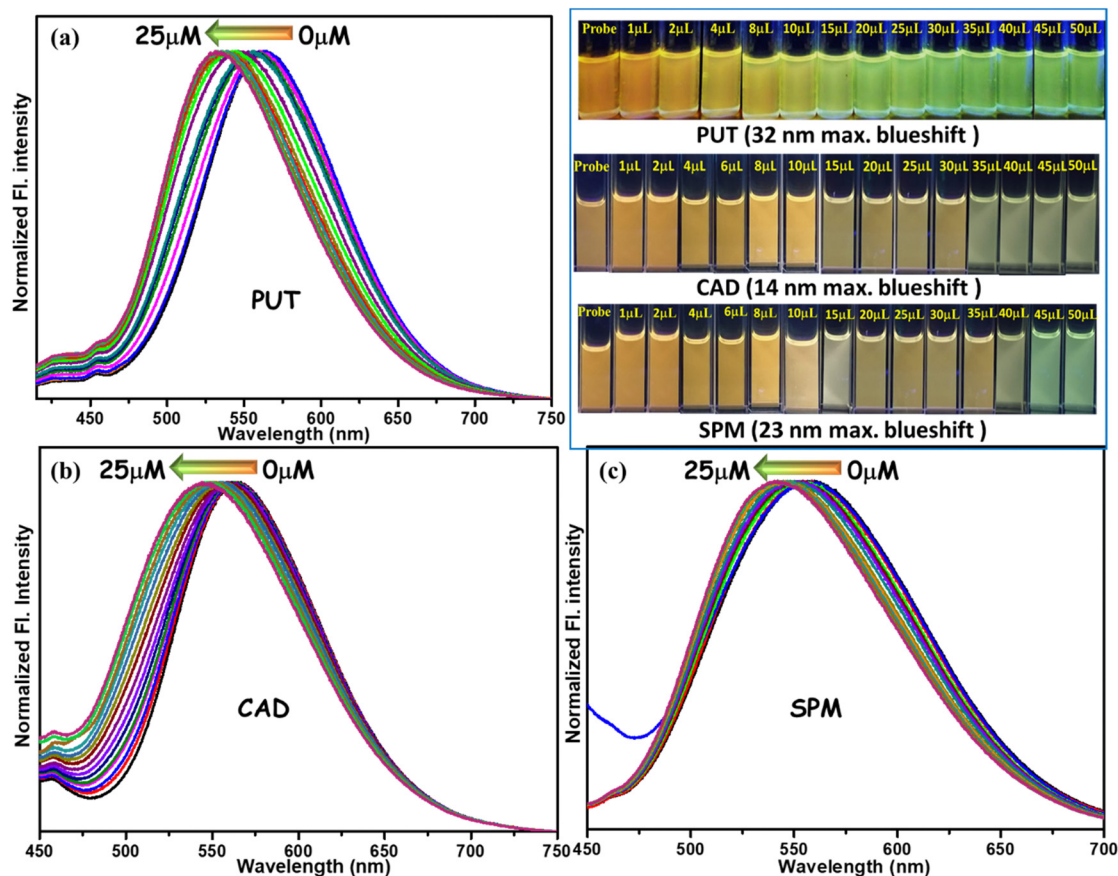 (a)
25μM 0μM
Normalized Fl. intensity
PUT
450 500 550 600 650 700 750
Wavelength (nm)
Probe 1μL 2μL 4μL 8μL 10μL 15μL 20μL 25μL 30μL 35μL 40μL 45μL 50μL
PUT (32 nm max. blueshift )
Probe 1μL 2μL 4μL 6μL 8μL 10μL 15μL 20μL 25μL 30μL 35μL 40μL 45μL 50μL
CAD (14 nm max. blueshift )
Probe 1μL 2μL 4μL 6μL 8μL 10μL 15μL 20μL 25μL 30μL 35μL 40μL 45μL 50μL
SPM (23 nm max. blueshift )
(b)
25μM 0μM
Normalized Fl. Intensity
CAD
450 500 550 600 650 700 750
Wavelength (nm)
(c)
25μM 0μM
Normalized Fl. intensity
SPM
450 500 550 600 650 700
Wavelength (nm)